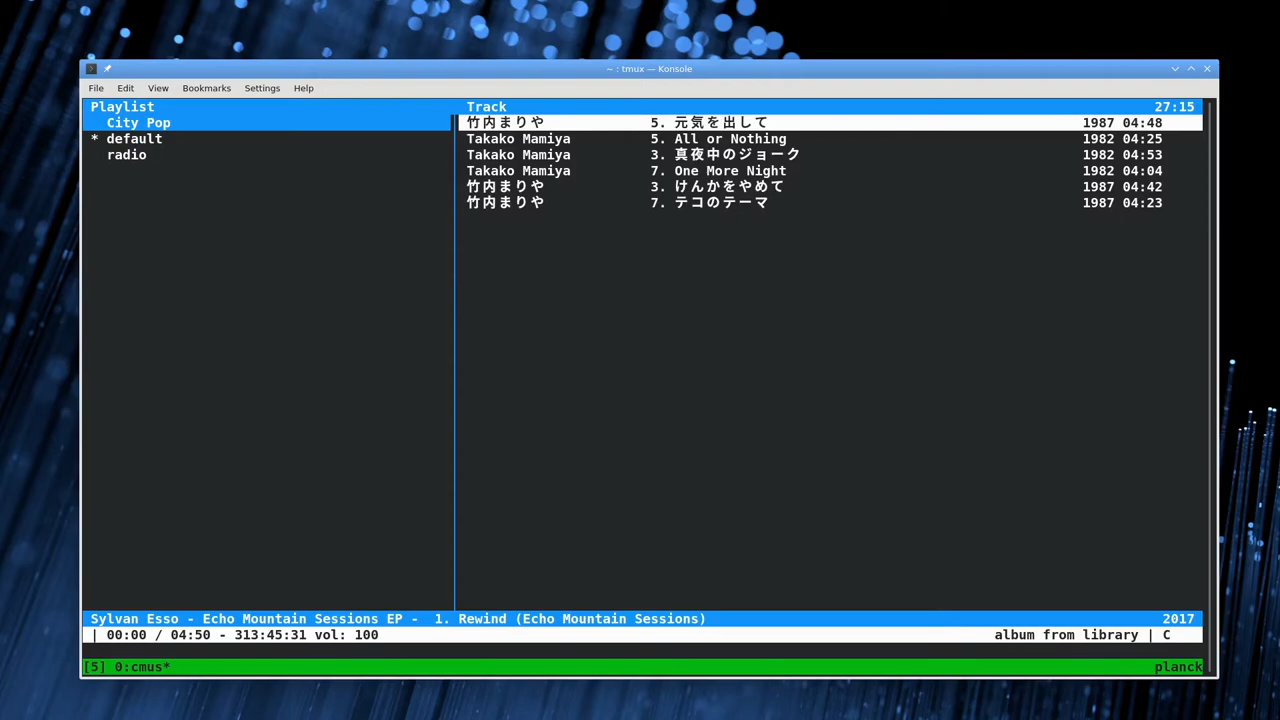 ~ : tmux — Konsole
File Edit View Bookmarks Settings Help
Playlist Track 27:15
City Pop 竹内まりや 5. 元気を出して 1987 04:48
* default Takako Mamiya 5. All or Nothing 1982 04:25
radio Takako Mamiya 3. 真夜中のジョーク 1982 04:53
Takako Mamiya 7. One More Night 1982 04:04
竹内まりや 3. けんかをやめて 1987 04:42
竹内まりや 7. テコのテーマ 1987 04:23
Sylvan Esso - Echo Mountain Sessions EP - 1. Rewind (Echo Mountain Sessions) 2017
| 00:00 / 04:50 - 313:45:31 vol: 100 album from library | C
[5] 0:cmus* planck